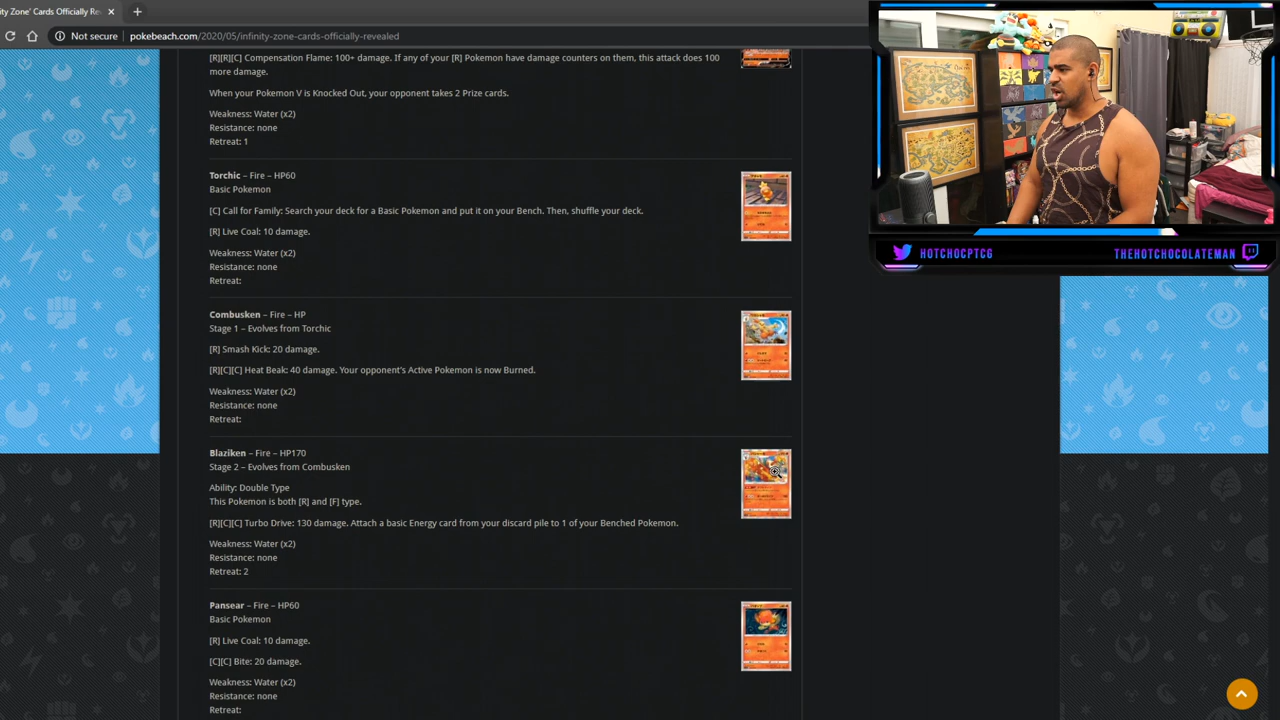 ity Zone' Cards Officially Re
Not secure
pokebeach.com/2020/05/infinity-zone-cards-officially-revealed
[R][R][C] Compensation Flame: 100+ damage. If any of your [R] Pokemon have damage counters on them, this attack does 100
more damage.
When your Pokemon V is Knocked Out, your opponent takes 2 Prize cards.
Weakness: Water (x2)
Resistance: none
Retreat: 1
Torchic – Fire – HP60
Basic Pokemon
[C] Call for Family: Search your deck for a Basic Pokemon and put it on your Bench. Then, shuffle your deck.
[R] Live Coal: 10 damage.
Weakness: Water (x2)
Resistance: none
Retreat:
Combusken – Fire – HP
Stage 1 – Evolves from Torchic
[R] Smash Kick: 20 damage.
[R][C][C] Heat Beak: 40 damage. Your opponent's Active Pokemon is now Burned.
Weakness: Water (x2)
Resistance: none
Retreat:
Blaziken – Fire – HP170
Stage 2 – Evolves from Combusken
Ability: Double Type
This Pokemon is both [R] and [F] type.
[R][C][C] Turbo Drive: 130 damage. Attach a basic Energy card from your discard pile to 1 of your Benched Pokemon.
Weakness: Water (x2)
Resistance: none
Retreat: 2
Pansear – Fire – HP60
Basic Pokemon
[R] Live Coal: 10 damage.
[C][C] Bite: 20 damage.
Weakness: Water (x2)
Resistance: none
Retreat:
HOTCHOCPTCG
THEHOTCHOCOLATEMAN